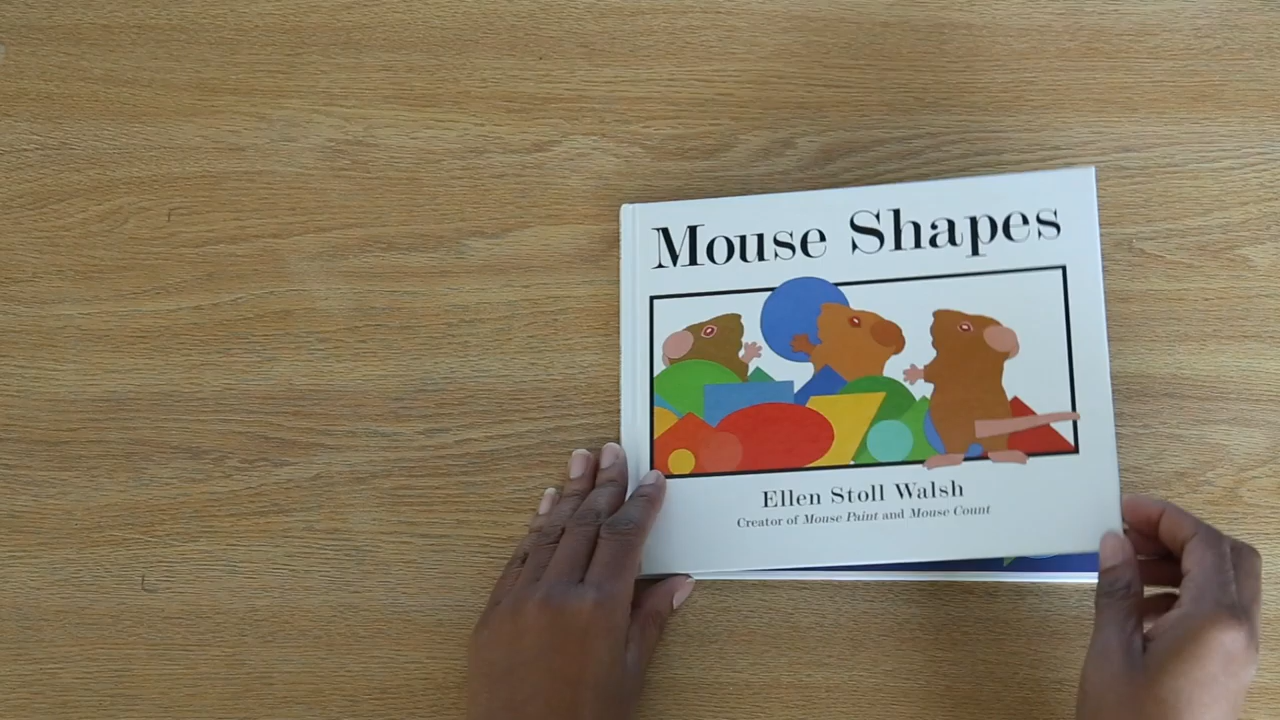 Mouse Shapes
Ellen Stoll Walsh
Creator of Mouse Paint and Mouse Count